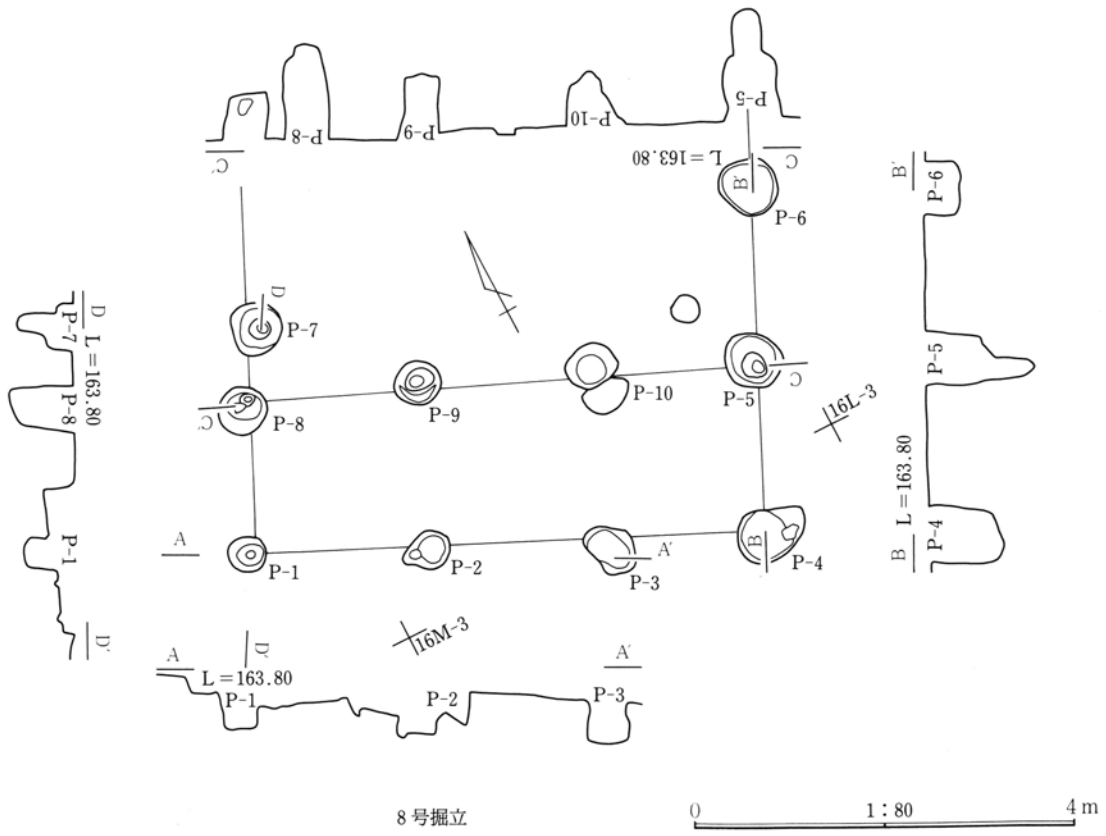 P-8
P-9
P-10
P-5
C′
L=163.80
C
B′
P-6
B′
P-6
D
P-7
D
P-7
L=163.80
P-8
P-9
P-10
P-5
C
C′
P-8
P-5
16L-3
L=163.80
P-4
B
A
P-1
P-1
P-2
A′
P-3
B
P-4
D′
16M-3
A
D′
A′
L=163.80
P-1
P-2
P-3
8号掘立
0
1:80
4m